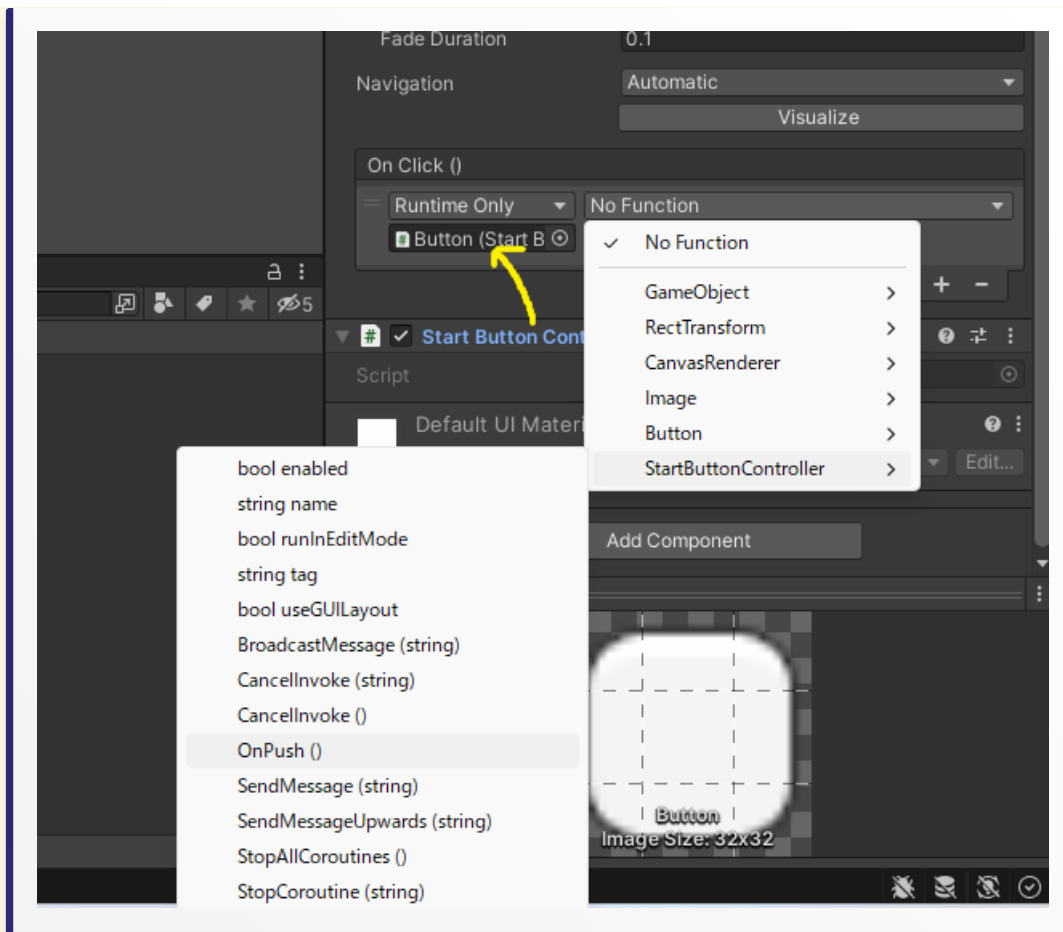 Fade Duration 0.1
Navigation Automatic
Visualize
On Click ()
Runtime Only No Function
Button (Start B
No Function
GameObject
RectTransform
CanvasRenderer
Image
Button
StartButtonController
5
# Start Button Cont
Script
Default UI Materi
Edit...
bool enabled
string name
bool runInEditMode
string tag
bool useGUILayout
BroadcastMessage (string)
CancelInvoke (string)
CancelInvoke ()
OnPush ()
SendMessage (string)
SendMessageUpwards (string)
StopAllCoroutines ()
StopCoroutine (string)
Add Component
Button
Image Size: 32x32